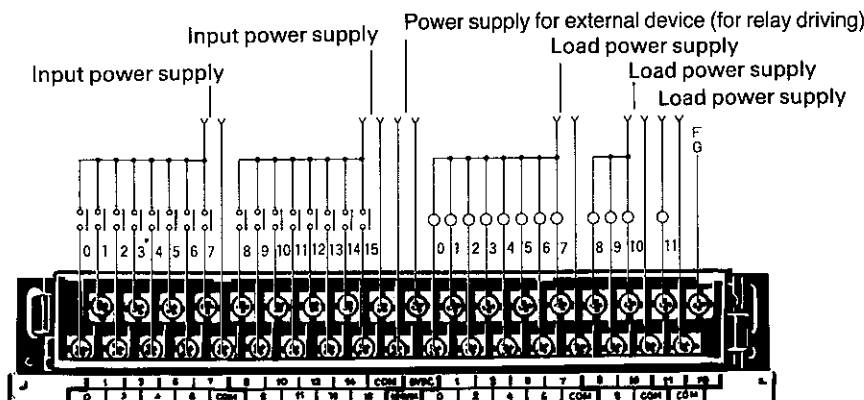 Power supply for external device (for relay driving)
Input power supply
Load power supply
Input power supply
Load power supply
Load power supply
F
G
0 1 2 3 4 5 6 7 8 9 10 11 12 13 14 15 0 1 2 3 4 5 6 7 8 9 10 11
1 3 5 7 8 10 12 14 COM 1 3 5 7 8 10 11
0 2 4 6 COM 9 11 13 15 0 2 4 6 COM 9 COM COM